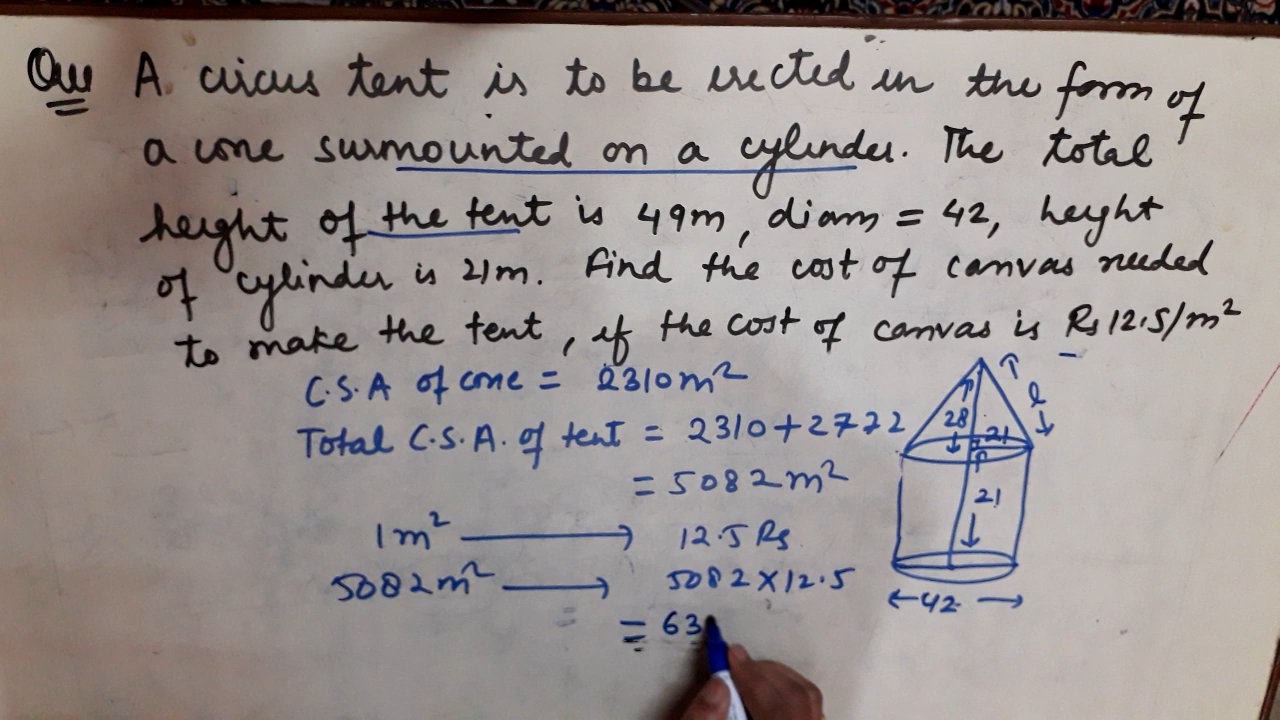 Que A circus tent is to be erected in the form of
a cone surmounted on a cylinder. The total
height of the tent is 49m, diam = 42, height
of cylinder is 21m. Find the cost of canvas needed
to make the tent, if the cost of canvas is Rs 12.5/m²
C.S.A of cone = 2310m²
Total C.S.A. of tent = 2310+2772
= 5082m²
1m² → 12.5 Rs
5082m² → 5082×12.5
= 63
28
21
l
21
42